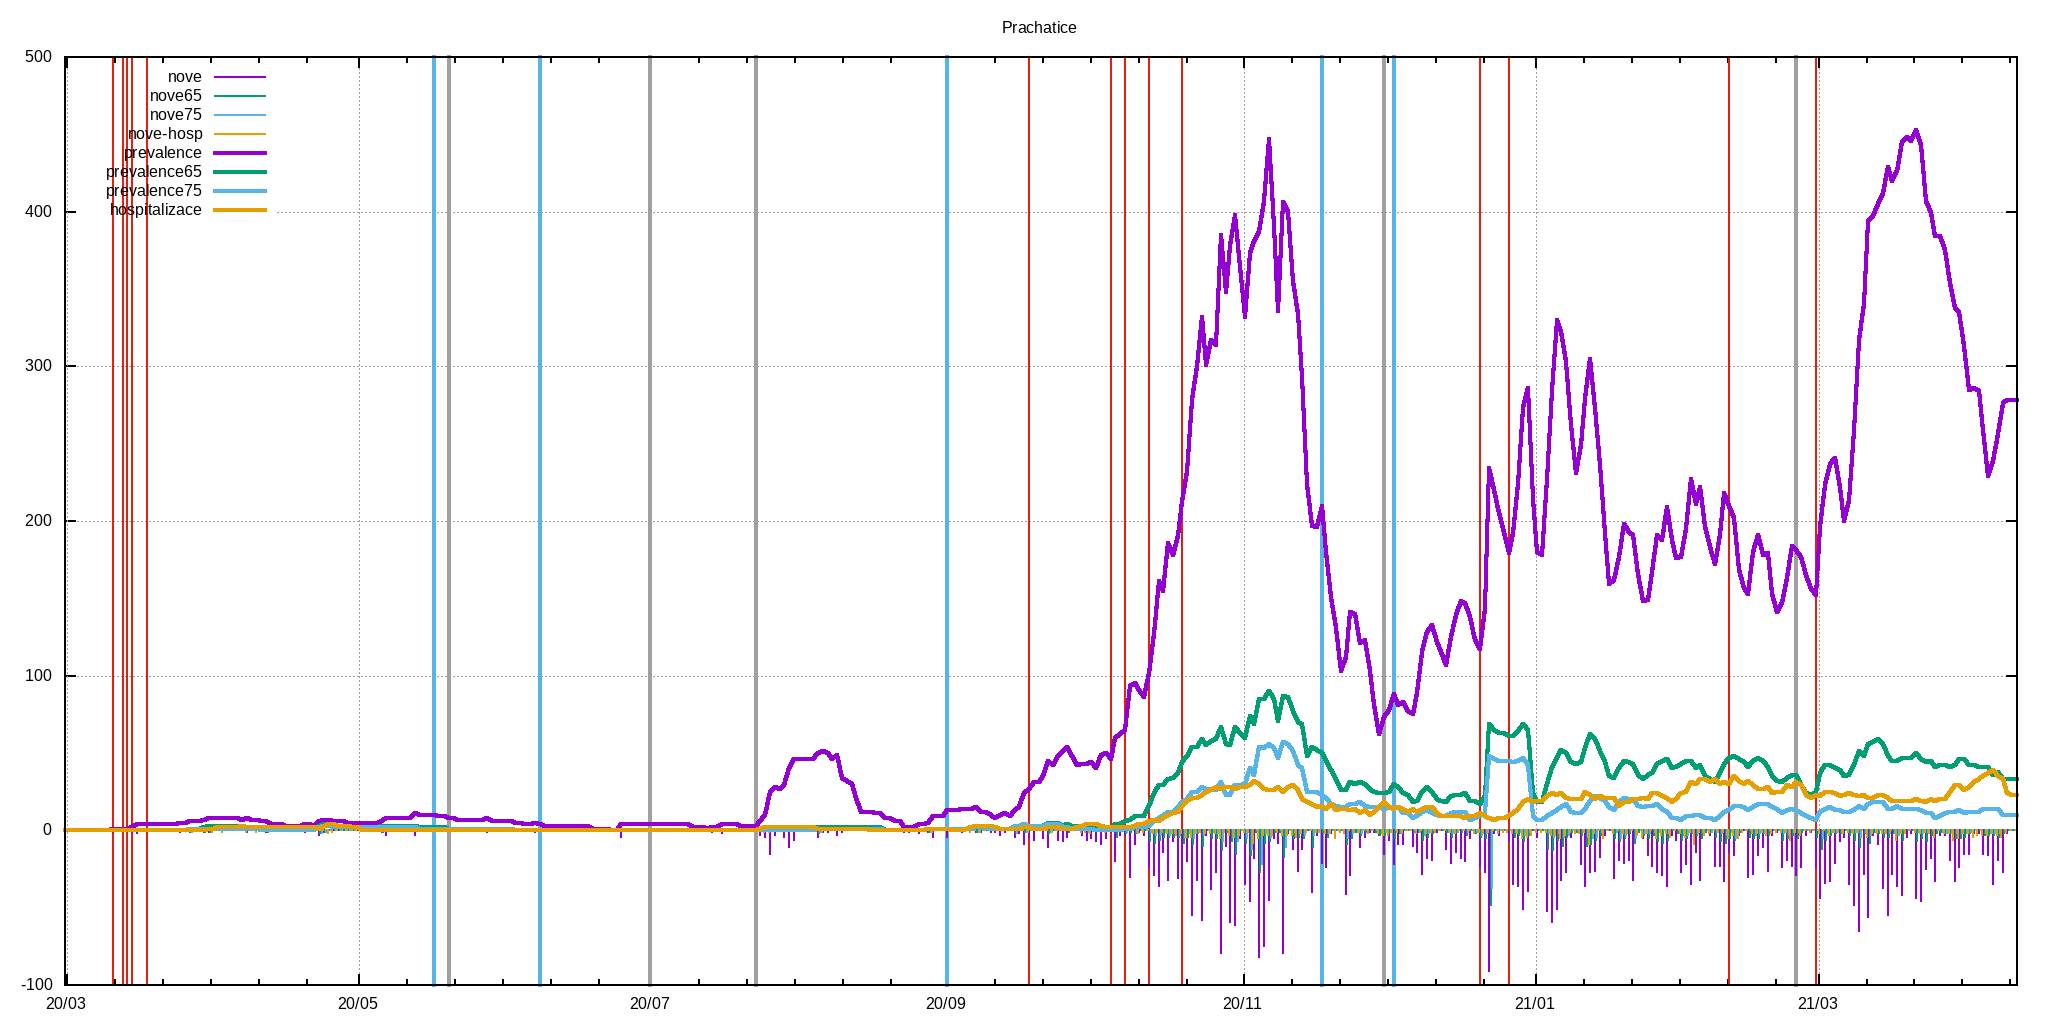 Prachatice
500
nove
nove65
nove75
nove-hosp
prevalence
prevalence65
prevalence75
hospitalizace
400
300
200
100
0
-100
20/03 20/05 20/07 20/09 20/11 21/01 21/03